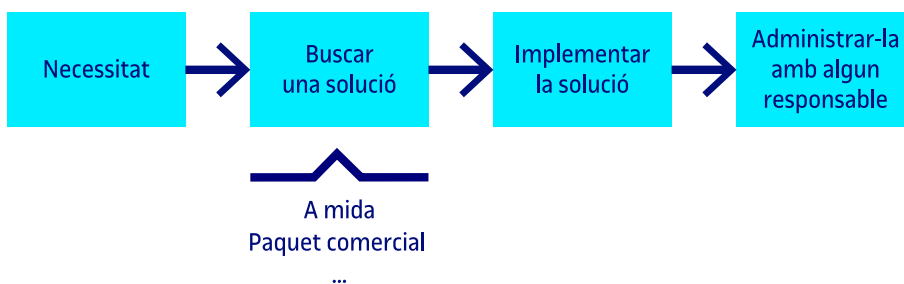 Necessitat
Buscar
una solució
Implementar
la solució
Administrar-la
amb algun
responsable
A mida
Paquet comercial
...